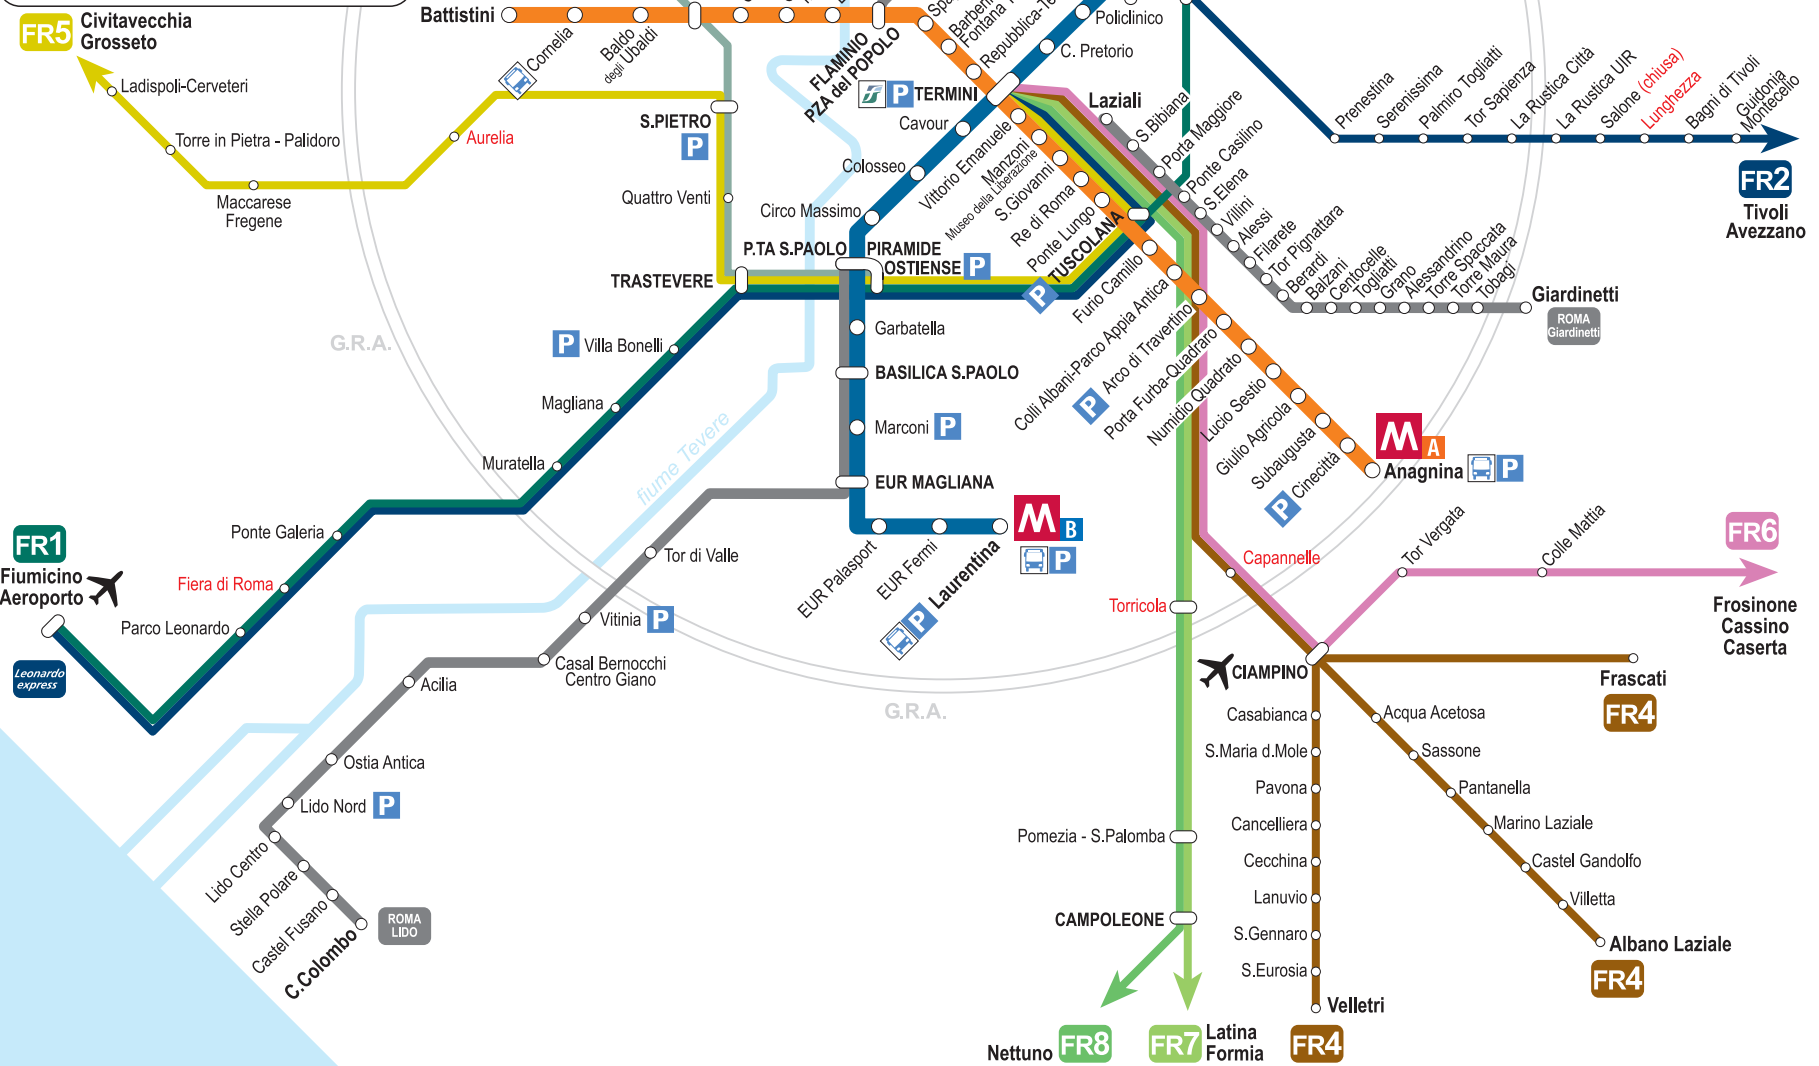 Battistini
FR5
Civitavecchia
Grosseto
Ladispoli-Cerveteri
Torre in Pietra - Palidoro
Maccarese
Fregene
Aurelia
Cornelia
Baldo
degli Ubaldi
FLAMINIO
PZA del POPOLO
S.PIETRO
P
Quattro Venti
P
TERMINI
Cavour
Colosseo
Circo Massimo
P.TA S.PAOLO
PIRAMIDE
OSTIENSE
P
TRASTEVERE
Policlinico
C. Pretorio
Laziali
S.Bibiana
Porta Maggiore
Ponte Casilino
S.Elena
Villini
Alessi
Filarete
Tor Pignattara
Berardi
Balzani
Centocelle
Togliatti
Grano
Alessandrino
Torre Spaccata
Torre Maura
Tobagi
Giardinetti
ROMA
Giardinetti
Prenestina
Serenissima
Palmiro Togliatti
Tor Sapienza
La Rustica Città
La Rustica UIR
Salone (chiusa)
Lunghezza
Bagni di Tivoli
Guidonia
Montecelio
FR2
Tivoli
Avezzano
Vittorio Emanuele
Manzoni
Museo della Liberazione
S.Giovanni
Re di Roma
Ponte Lungo
P
TUSCOLANA
Furio Camillo
Colli Albani-Parco Appia Antica
P
Arco di Travertino
Porta Furba-Quadraro
Numidio Quadrato
Lucio Sestio
Giulio Agricola
Subaugusta
P
Cinecittà
M
A
Anagnina
P
G.R.A.
fiume Tevere
P
Villa Bonelli
Magliana
Muratella
Ponte Galeria
Fiera di Roma
Parco Leonardo
FR1
Fiumicino
Aeroporto
Leonardo
express
Garbatella
BASILICA S.PAOLO
Marconi
P
EUR MAGLIANA
EUR Palasport
EUR Fermi
P
Laurentina
M
B
P
Tor di Valle
Vitinia
P
Casal Bernocchi
Centro Giano
Acilia
Ostia Antica
Lido Nord
P
Lido Centro
Stella Polare
Castel Fusano
C.Colombo
ROMA
LIDO
G.R.A.
Capannelle
Torricola
Tor Vergata
Colle Mattia
FR6
Frosinone
Cassino
Caserta
CIAMPINO
Frascati
FR4
Casabianca
S.Maria d.Mole
Pavona
Cancelliera
Cecchina
Lanuvio
S.Gennaro
S.Eurosia
Velletri
FR4
Acqua Acetosa
Sassone
Pantanella
Marino Laziale
Castel Gandolfo
Villetta
Albano Laziale
FR4
Pomezia - S.Palomba
CAMPOLEONE
Nettuno
FR8
FR7
Latina
Formia